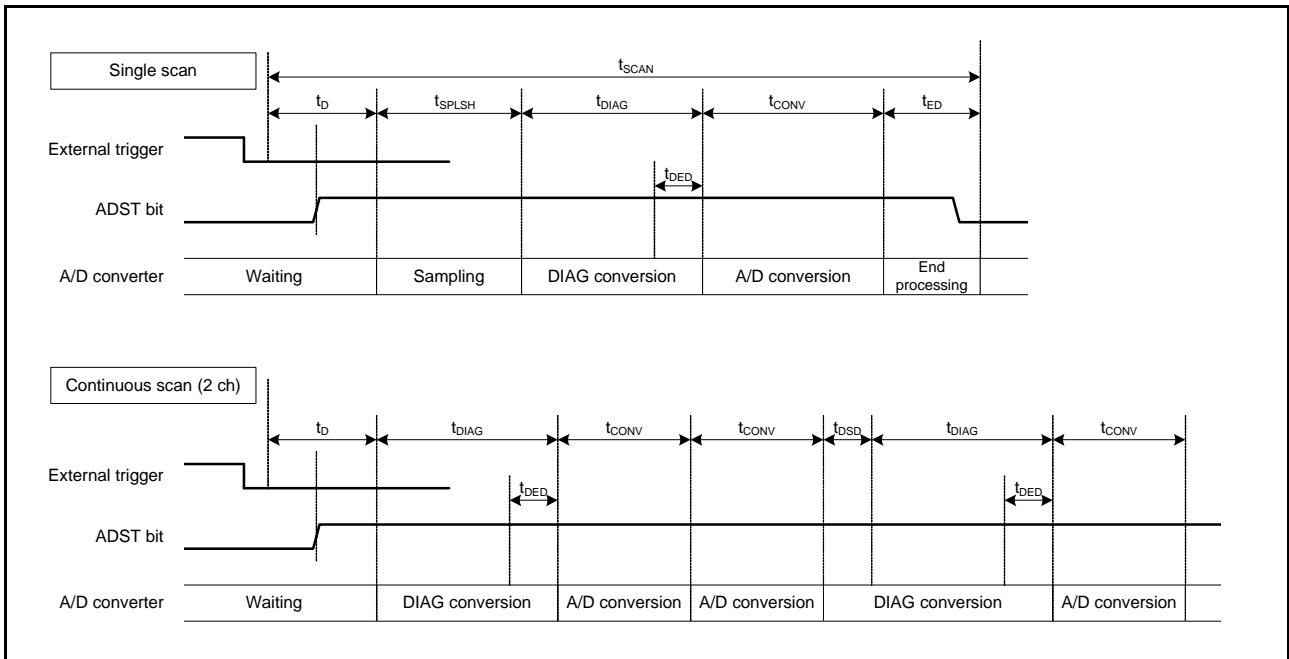 Single scan
tSCAN
tD tSPLSH tDIAG tCONV tED
External trigger
tDED
ADST bit
A/D converter Waiting Sampling DIAG conversion A/D conversion End processing
Continuous scan (2 ch)
tD tDIAG tCONV tCONV tDSD tDIAG tCONV
External trigger
tDED tDED
ADST bit
A/D converter Waiting DIAG conversion A/D conversion A/D conversion DIAG conversion A/D conversion